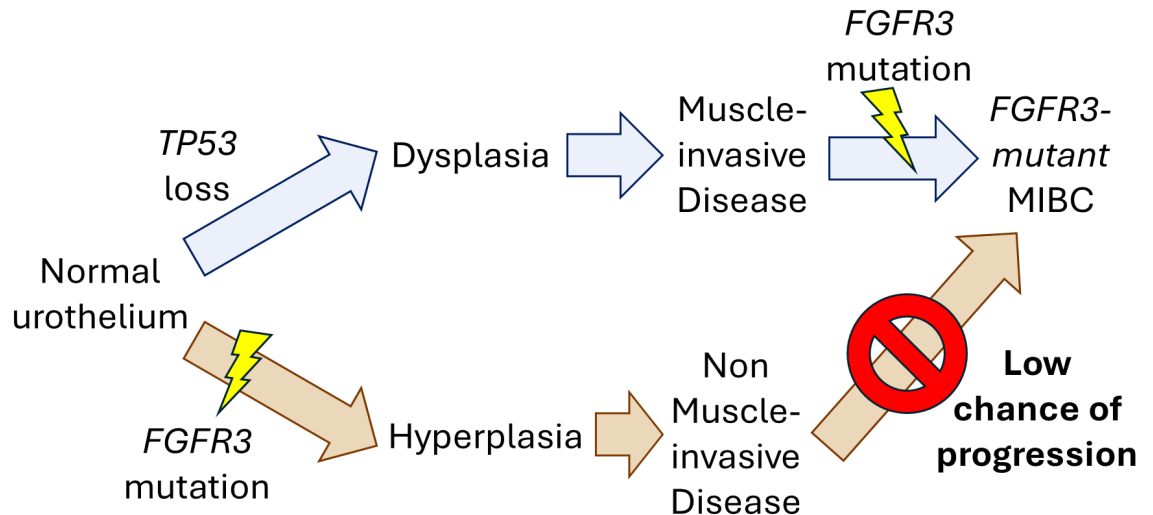 FGFR3
mutation
TP53
loss
Dysplasia
Muscle-
invasive
Disease
FGFR3-
mutant
MIBC
Normal
urothelium
FGFR3
mutation
Hyperplasia
Non
Muscle-
invasive
Disease
Low
chance of
progression